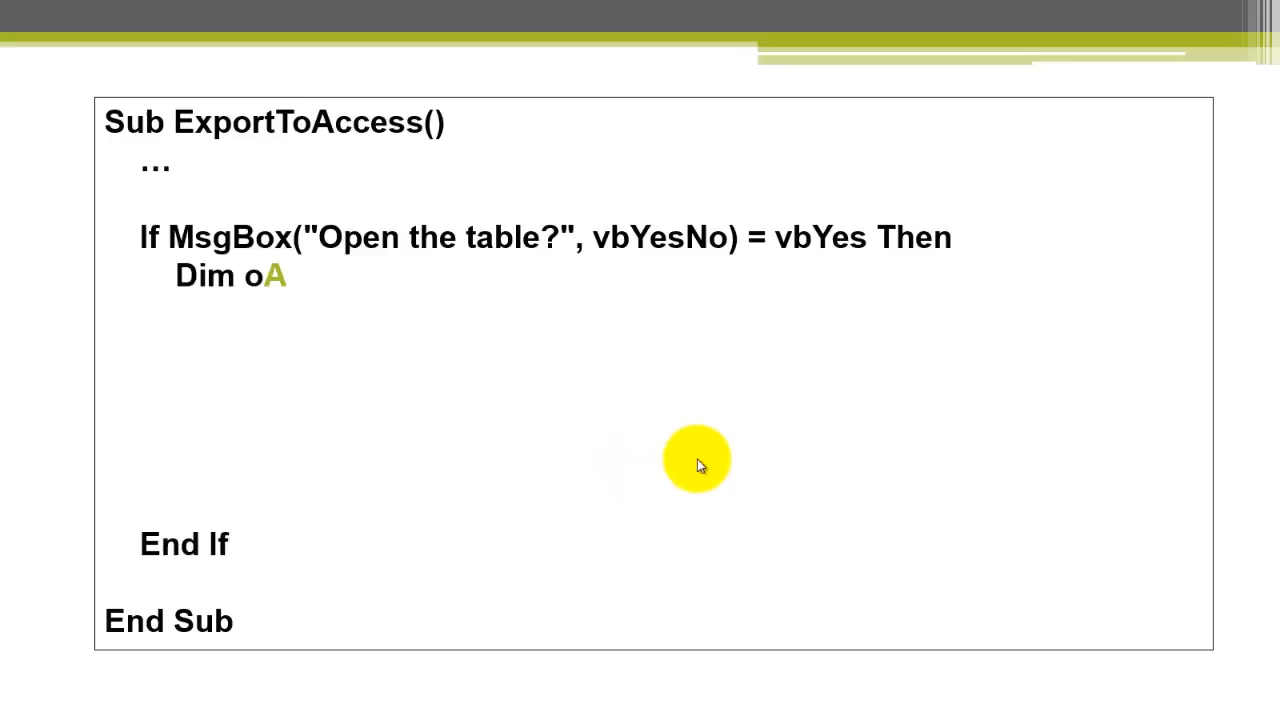 Sub ExportToAccess()
…
If MsgBox("Open the table?", vbYesNo) = vbYes Then
Dim oA
End If
End Sub